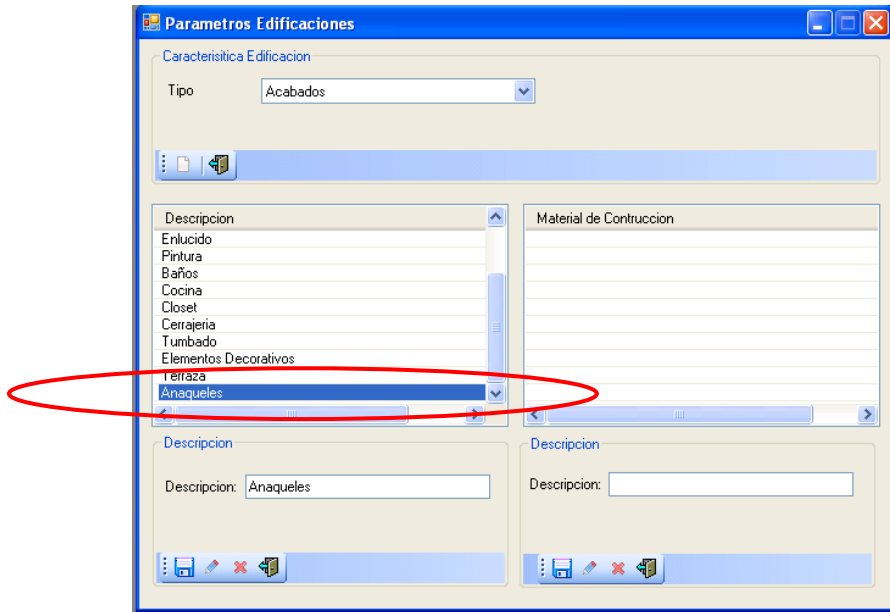 Parametros Edificaciones
Caracterisitica Edificacion
Tipo
Acabados
Descripcion
Enlucido
Pintura
Baños
Cocina
Closet
Cerrajeria
Tumbado
Elementos Decorativos
Terraza
Anaqueles
Material de Contruccion
Descripcion
Descripcion: Anaqueles
Descripcion
Descripcion: